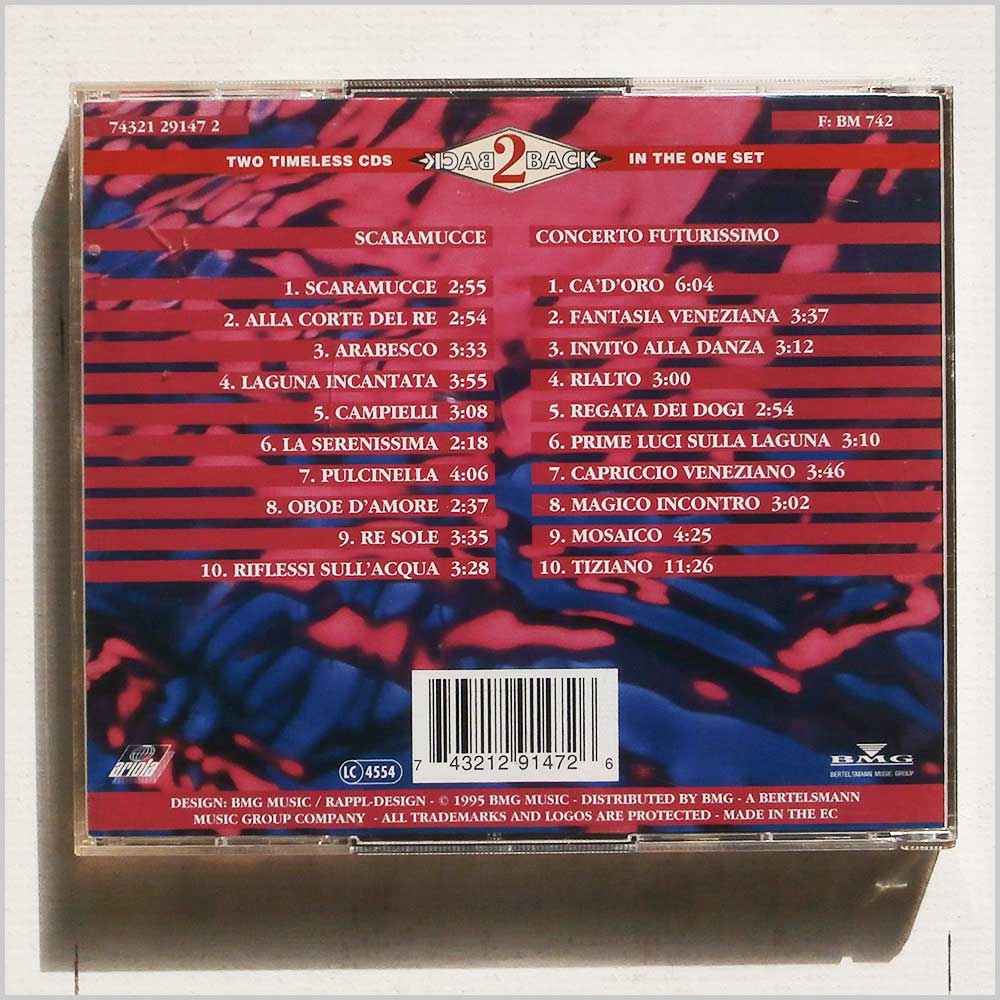 74321 29147 2
F: BM 742
TWO TIMELESS CDS BACK 2 BACK IN THE ONE SET
SCARAMUCCE
1. SCARAMUCCE 2:55
2. ALLA CORTE DEL RE 2:54
3. ARABESCO 3:33
4. LAGUNA INCANTATA 3:55
5. CAMPIELLI 3:08
6. LA SERENISSIMA 2:18
7. PULCINELLA 4:06
8. OBOE D'AMORE 2:37
9. RE SOLE 3:35
10. RIFLESSI SULL'ACQUA 3:28
CONCERTO FUTURISSIMO
1. CA'D'ORO 6:04
2. FANTASIA VENEZIANA 3:37
3. INVITO ALLA DANZA 3:12
4. RIALTO 3:00
5. REGATA DEI DOGI 2:54
6. PRIME LUCI SULLA LAGUNA 3:10
7. CAPRICCIO VENEZIANO 3:46
8. MAGICO INCONTRO 3:02
9. MOSAICO 4:25
10. TIZIANO 11:26
ariola
LC 4554
7 43212 91472 6
BMG
BERTELSMANN MUSIC GROUP
DESIGN: BMG MUSIC / RAPPL-DESIGN - © 1995 BMG MUSIC - DISTRIBUTED BY BMG - A BERTELSMANN
MUSIC GROUP COMPANY - ALL TRADEMARKS AND LOGOS ARE PROTECTED - MADE IN THE EC